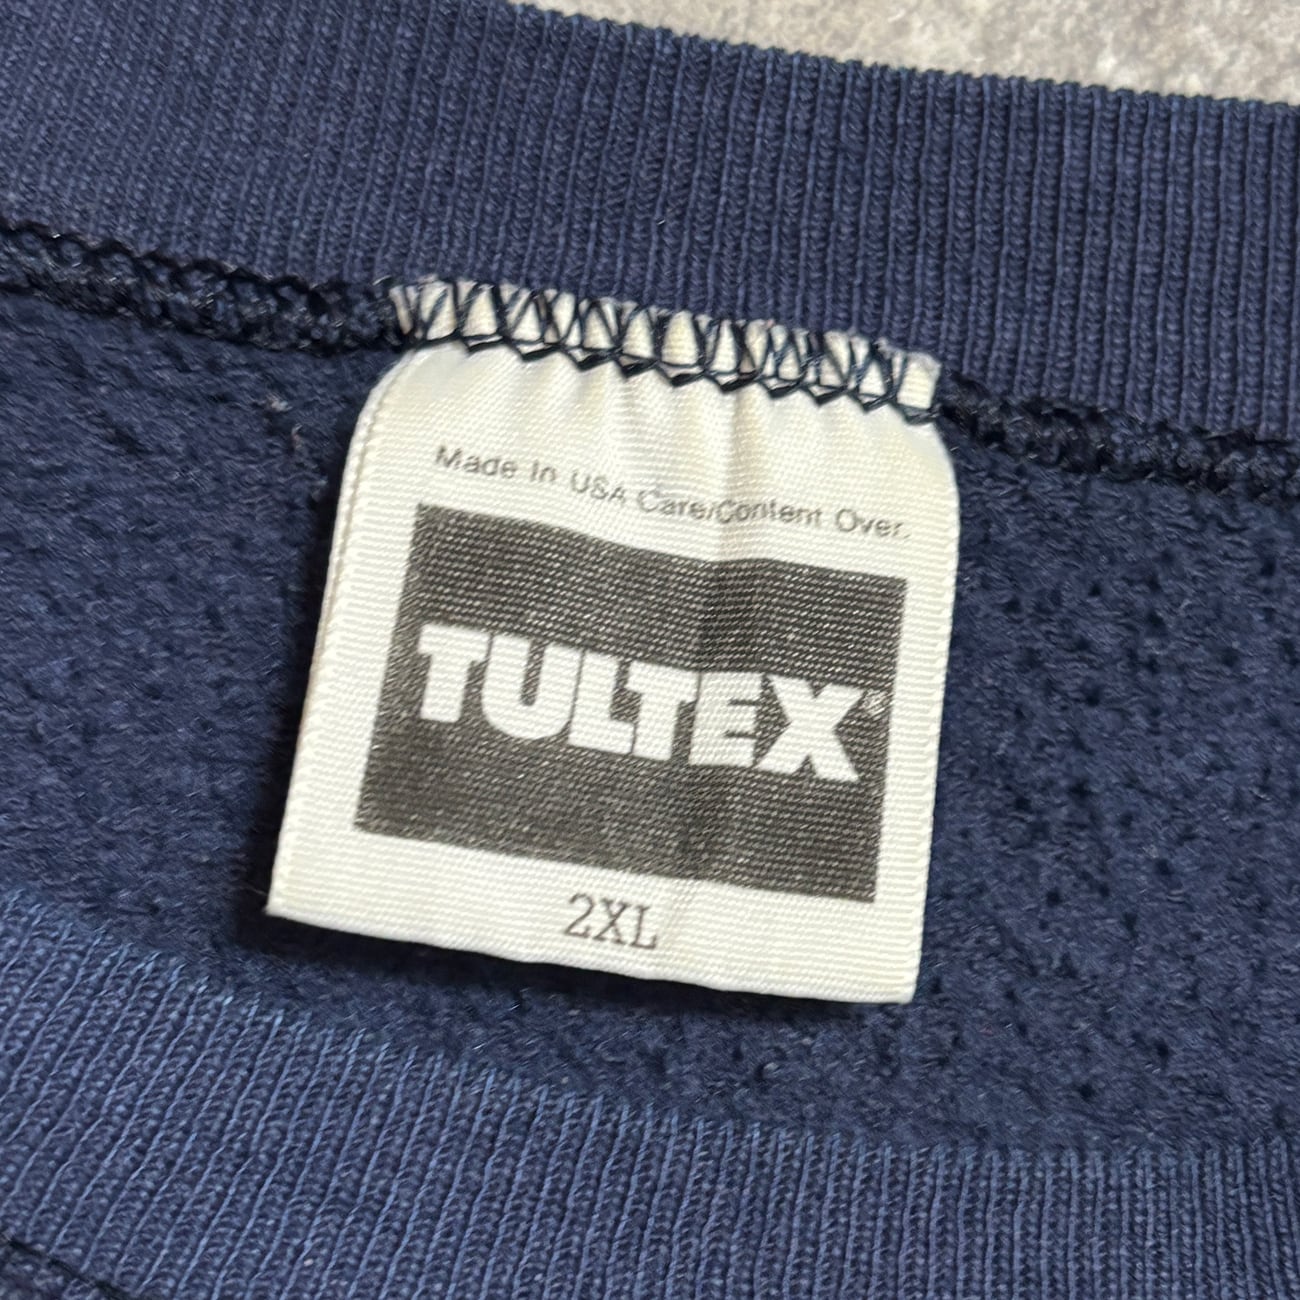 Made In USA Care/Content Over.
TULTEX®
2XL